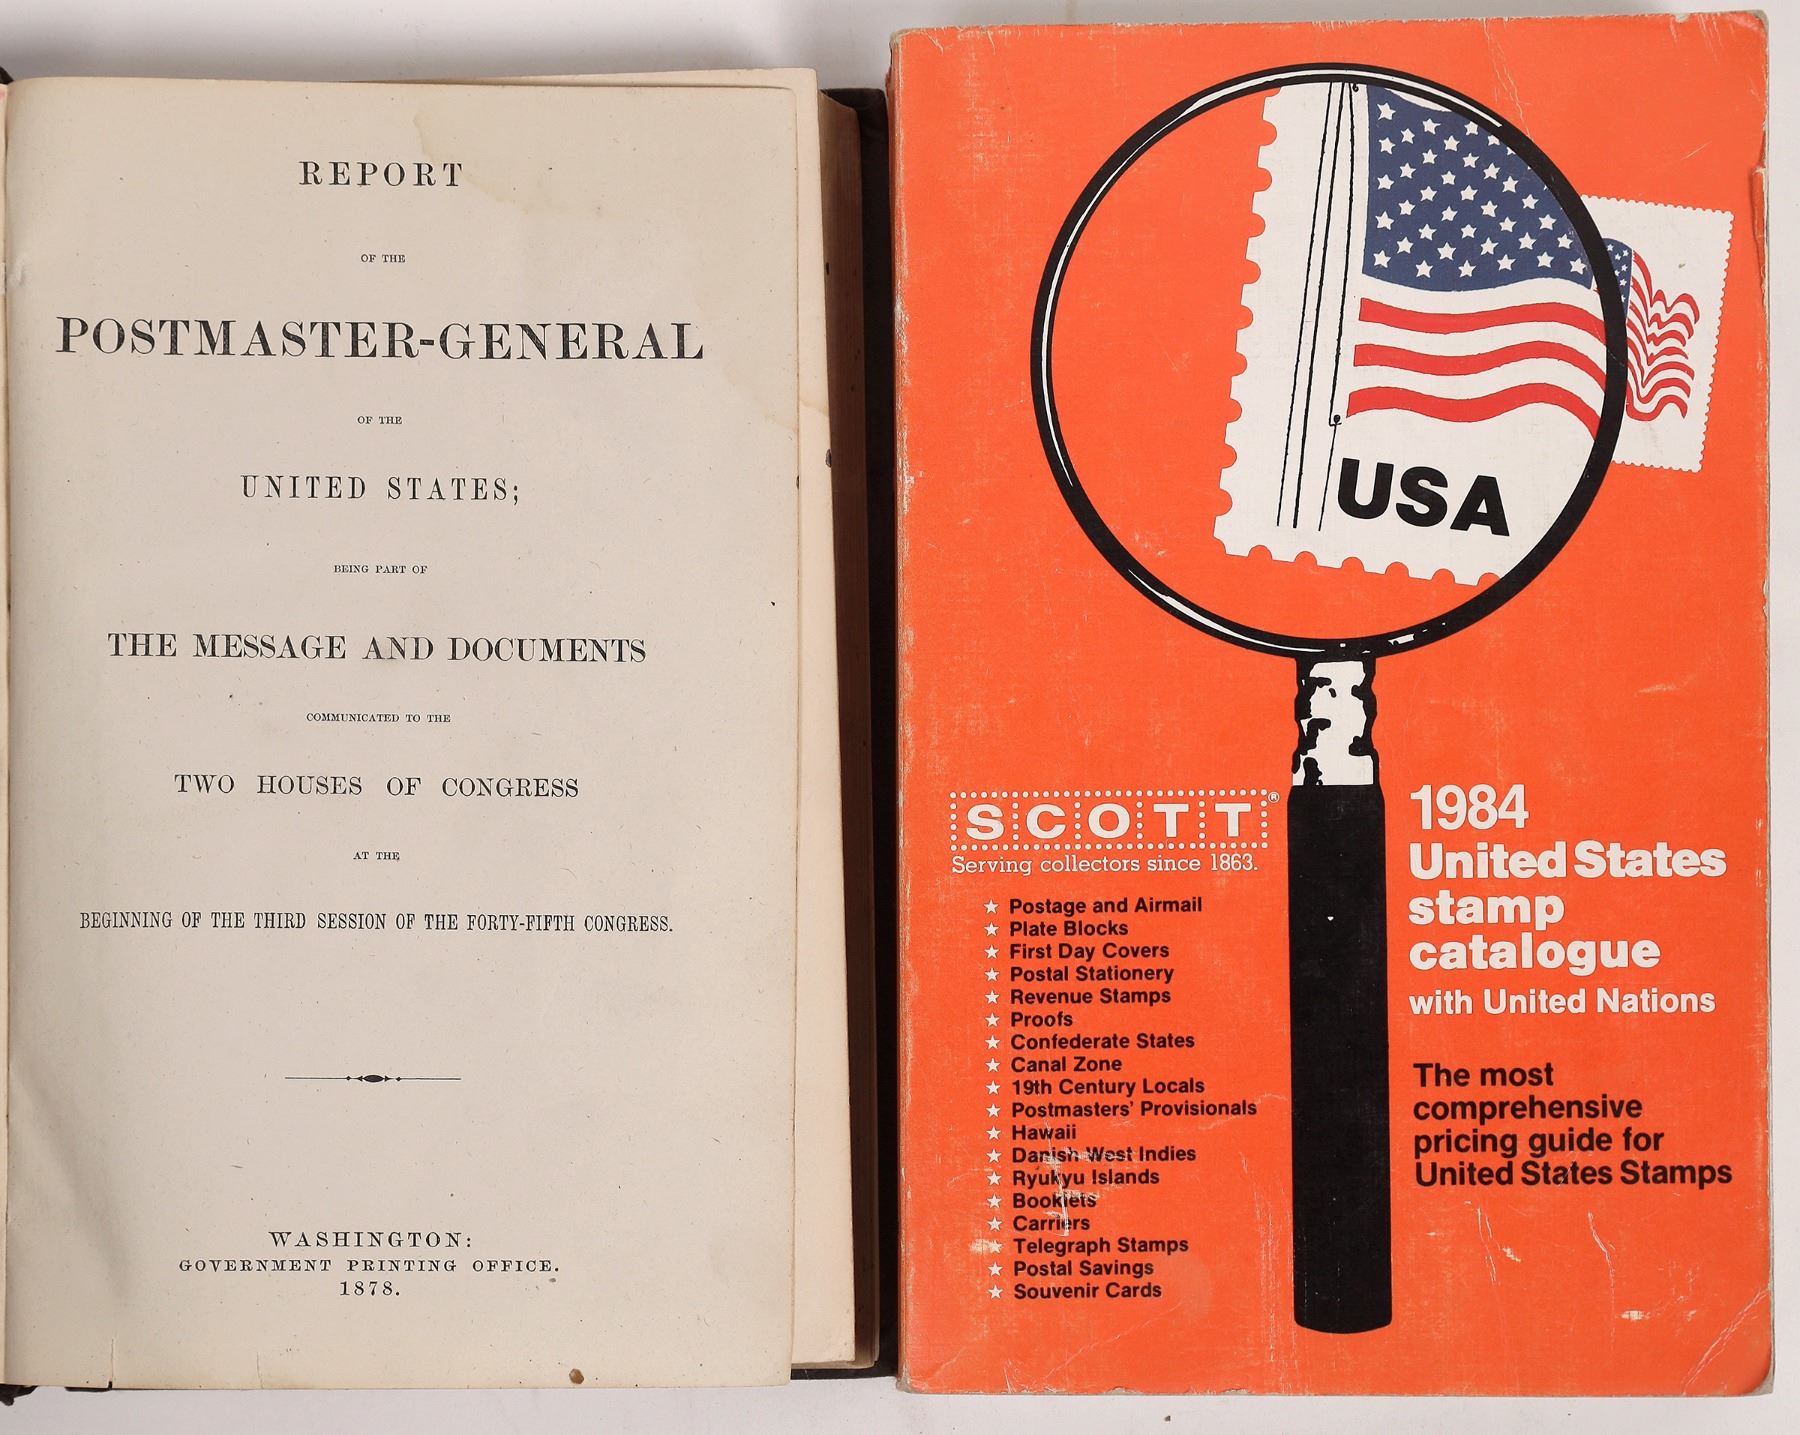 REPORT
OF THE
POSTMASTER-GENERAL
OF THE
UNITED STATES;
BEING PART OF
THE MESSAGE AND DOCUMENTS
COMMUNICATED TO THE
TWO HOUSES OF CONGRESS
AT THE
BEGINNING OF THE THIRD SESSION OF THE FORTY-FIFTH CONGRESS.
WASHINGTON:
GOVERNMENT PRINTING OFFICE.
1878.
USA
SCOTT®
Serving collectors since 1863.
★ Postage and Airmail
★ Plate Blocks
★ First Day Covers
★ Postal Stationery
★ Revenue Stamps
★ Proofs
★ Confederate States
★ Canal Zone
★ 19th Century Locals
★ Postmasters' Provisionals
★ Hawaii
★ Danish West Indies
★ Ryukyu Islands
★ Booklets
★ Carriers
★ Telegraph Stamps
★ Postal Savings
★ Souvenir Cards
1984
United States
stamp
catalogue
with United Nations
The most
comprehensive
pricing guide for
United States Stamps